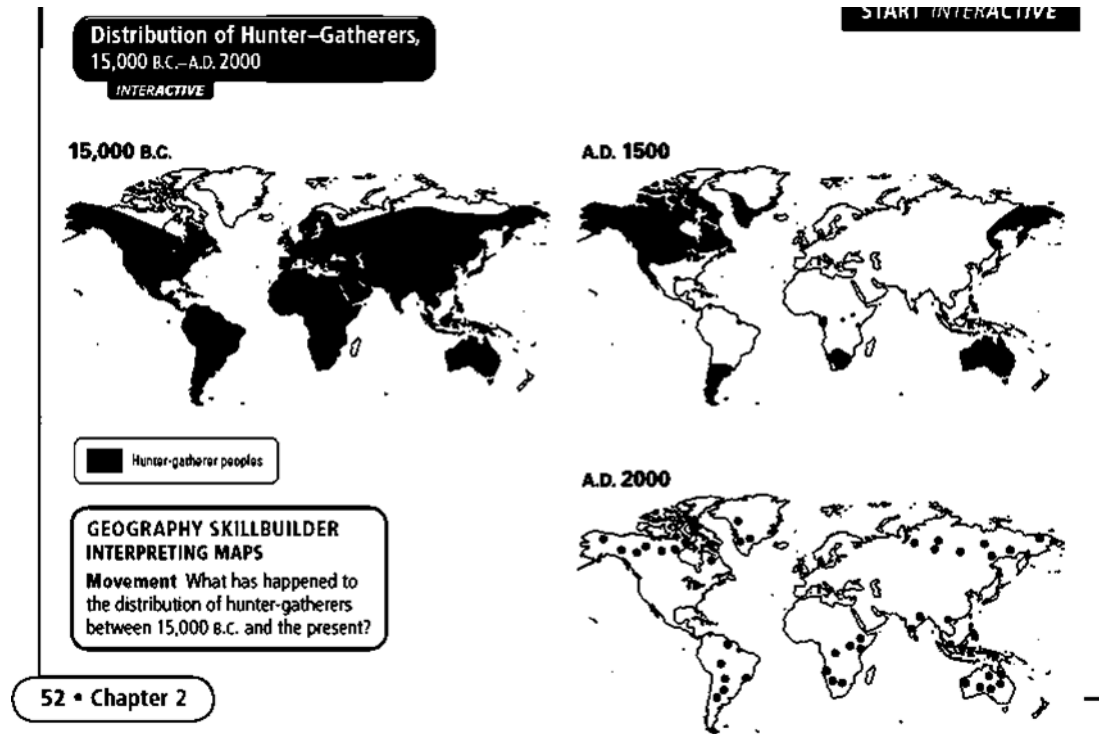 START INTERACTIVE
Distribution of Hunter–Gatherers,
15,000 B.C.–A.D. 2000
INTERACTIVE
15,000 B.C.
A.D. 1500
Hunter-gatherer peoples
A.D. 2000
GEOGRAPHY SKILLBUILDER
INTERPRETING MAPS
Movement What has happened to
the distribution of hunter-gatherers
between 15,000 B.C. and the present?
52 • Chapter 2